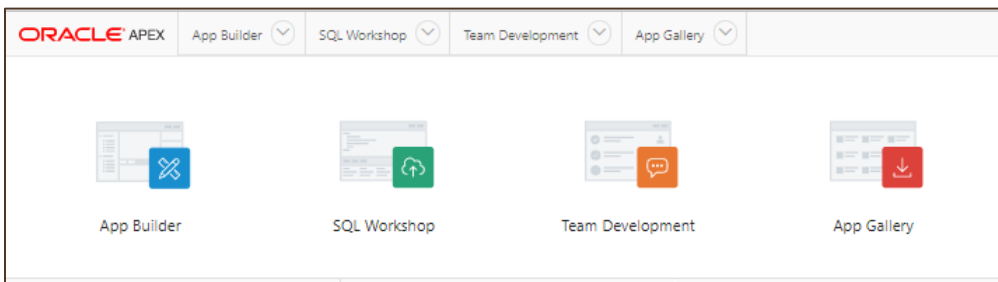 ORACLE APEX App Builder SQL Workshop Team Development App Gallery
App Builder SQL Workshop Team Development App Gallery